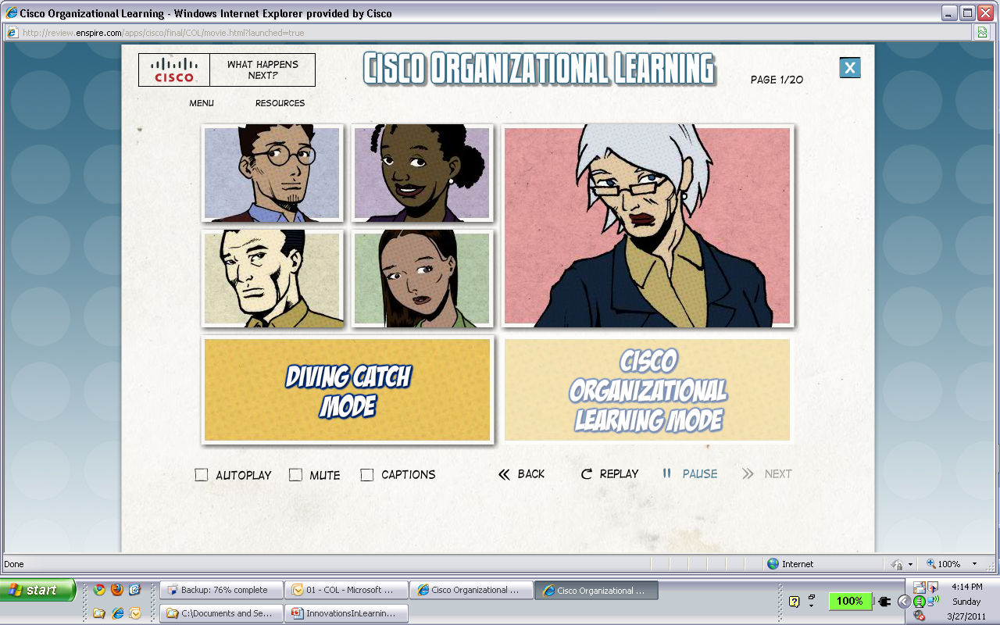 Cisco Organizational Learning - Windows Internet Explorer provided by Cisco
http://review.enspire.com/apps/cisco/final/COL/movie.html?launched=true
CISCO
WHAT HAPPENS
NEXT?
CISCO ORGANIZATIONAL LEARNING
PAGE 1/20
X
MENU
RESOURCES
DIVING CATCH
MODE
CISCO
ORGANIZATIONAL
LEARNING MODE
AUTOPLAY
MUTE
CAPTIONS
BACK
REPLAY
PAUSE
NEXT
Done
Internet
100%
start
Backup: 76% complete
01 - COL - Microsoft ...
Cisco Organizational ...
Cisco Organizational ...
C:\Documents and Se...
InnovationsInLearnin...
100%
4:14 PM
Sunday
3/27/2011